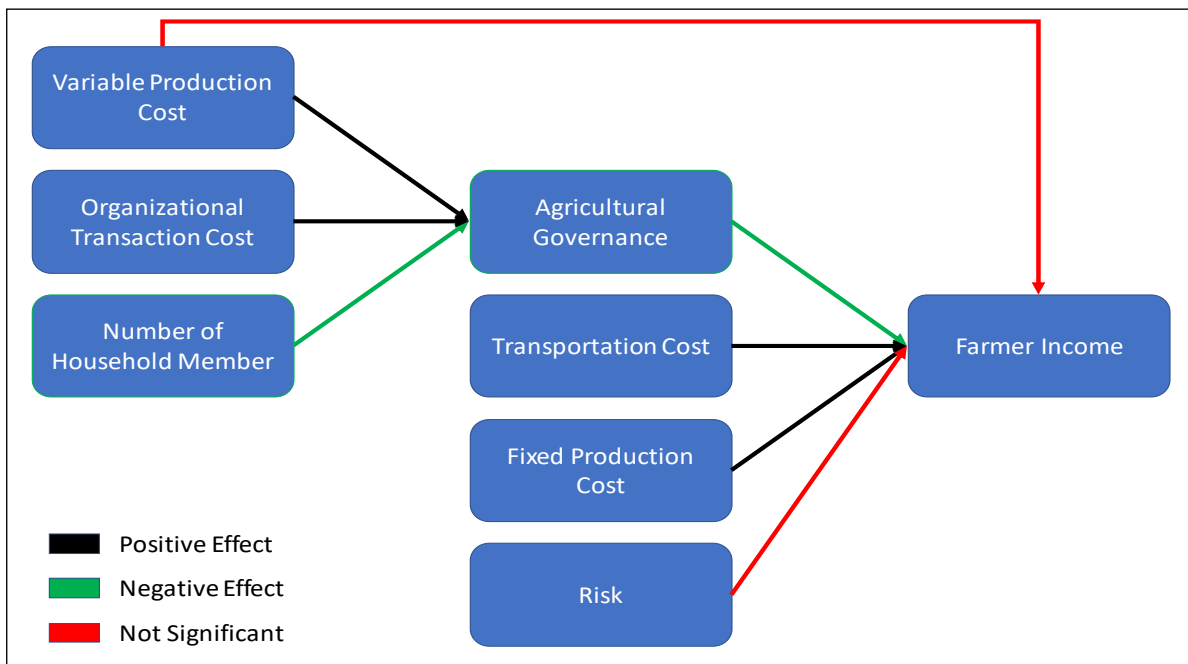 Variable Production
Cost
Organizational
Transaction Cost
Number of
Household Member
Agricultural
Governance
Transportation Cost
Fixed Production
Cost
Risk
Farmer Income
Positive Effect
Negative Effect
Not Significant